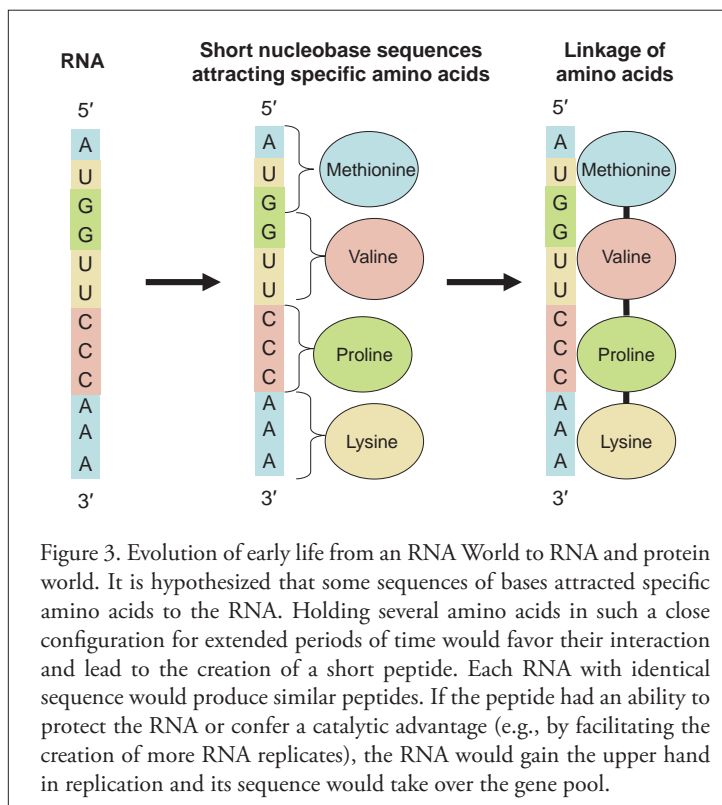 RNA
Short nucleobase sequences
attracting specific amino acids
Linkage of
amino acids
5′
A
U
G
G
U
U
C
C
C
A
A
A
3′
5′
A
U
G
G
U
U
C
C
C
A
A
A
3′
Methionine
Valine
Proline
Lysine
5′
A
U
G
G
U
U
C
C
C
A
A
A
3′
Methionine
Valine
Proline
Lysine
Figure 3. Evolution of early life from an RNA World to RNA and protein
world. It is hypothesized that some sequences of bases attracted specific
amino acids to the RNA. Holding several amino acids in such a close
configuration for extended periods of time would favor their interaction
and lead to the creation of a short peptide. Each RNA with identical
sequence would produce similar peptides. If the peptide had an ability to
protect the RNA or confer a catalytic advantage (e.g., by facilitating the
creation of more RNA replicates), the RNA would gain the upper hand
in replication and its sequence would take over the gene pool.